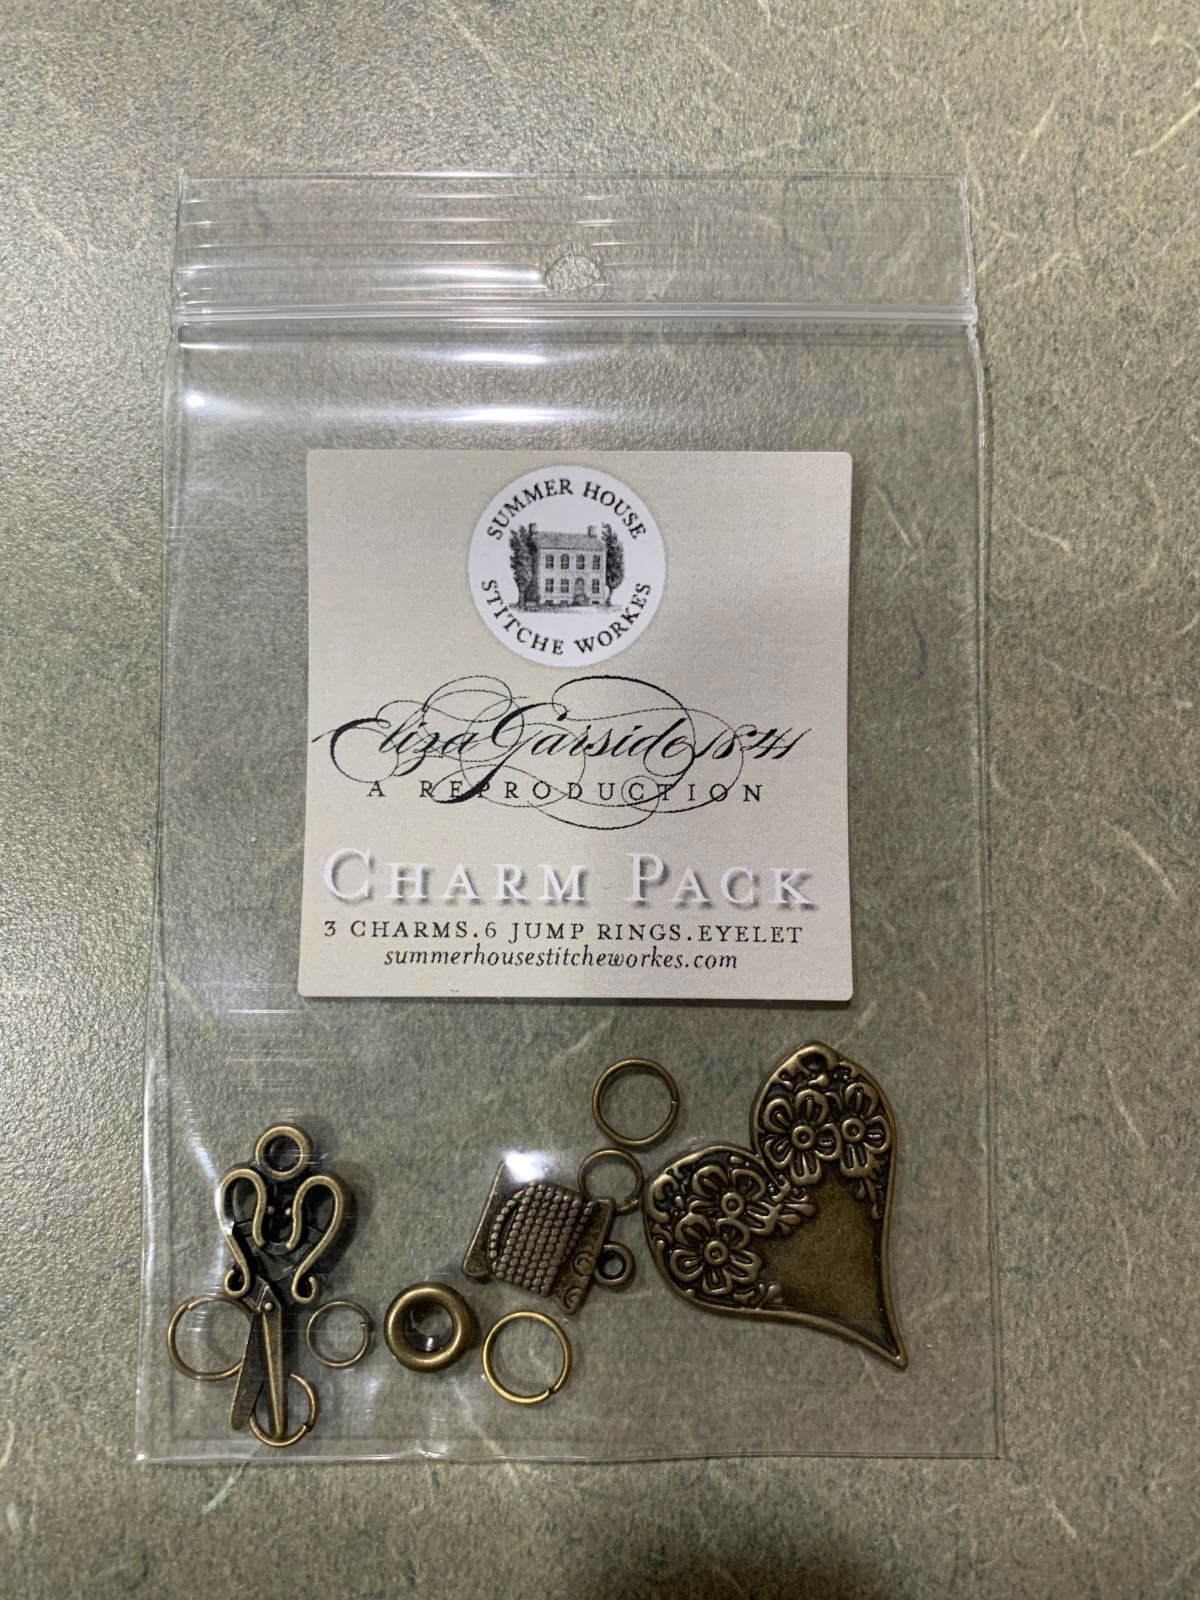 SUMMER HOUSE
STITCHE WORKES
Eliza Garside 1841
A REPRODUCTION
CHARM PACK
3 CHARMS.6 JUMP RINGS.EYELET
summerhousestitcheworkes.com